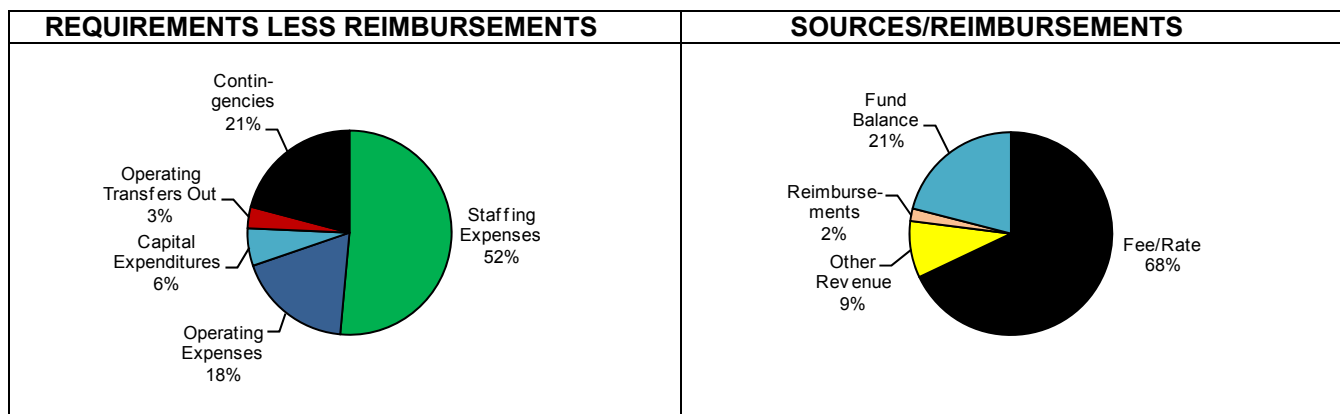 REQUIREMENTS LESS REIMBURSEMENTS
Contin-
gencies
21%
Operating
Transfers Out
3%
Capital
Expenditures
6%
Operating
Expenses
18%
Staffing
Expenses
52%
SOURCES/REIMBURSEMENTS
Fund
Balance
21%
Reimburse-
ments
2%
Other
Revenue
9%
Fee/Rate
68%